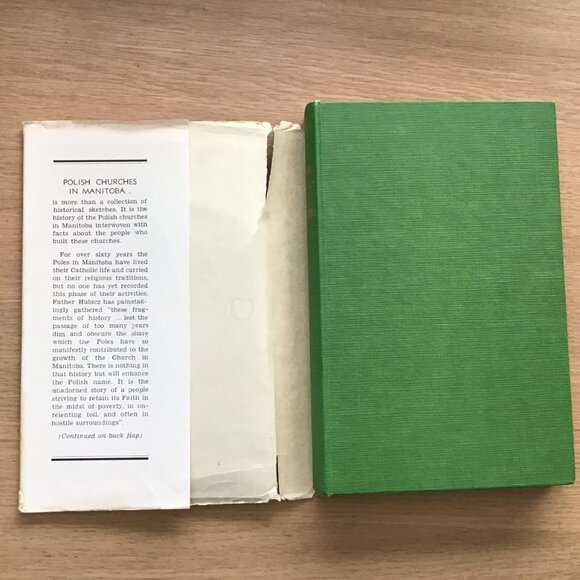 POLISH CHURCHES
IN MANITOBA...
is more than a collection of
historical sketches. It is the
history of the Polish churches
in Manitoba interwoven with
facts about the people who
built these churches.
For over sixty years the
Poles in Manitoba have lived
their Catholic life and carried
on their religious traditions,
but no one has yet recorded
this phase of their activities.
Father Hubicz has painstak-
ingly gathered "these frag-
ments of history ... lest the
passage of too many years
dim and obscure the share
which the Poles have so
manifestly contributed to the
growth of the Church in
Manitoba. There is nothing in
that history but will enhance
the Polish name. It is the
unadorned story of a people
striving to retain its Faith in
the midst of poverty, in un-
relenting toil, and often in
hostile surroundings".
(Continued on back flap)